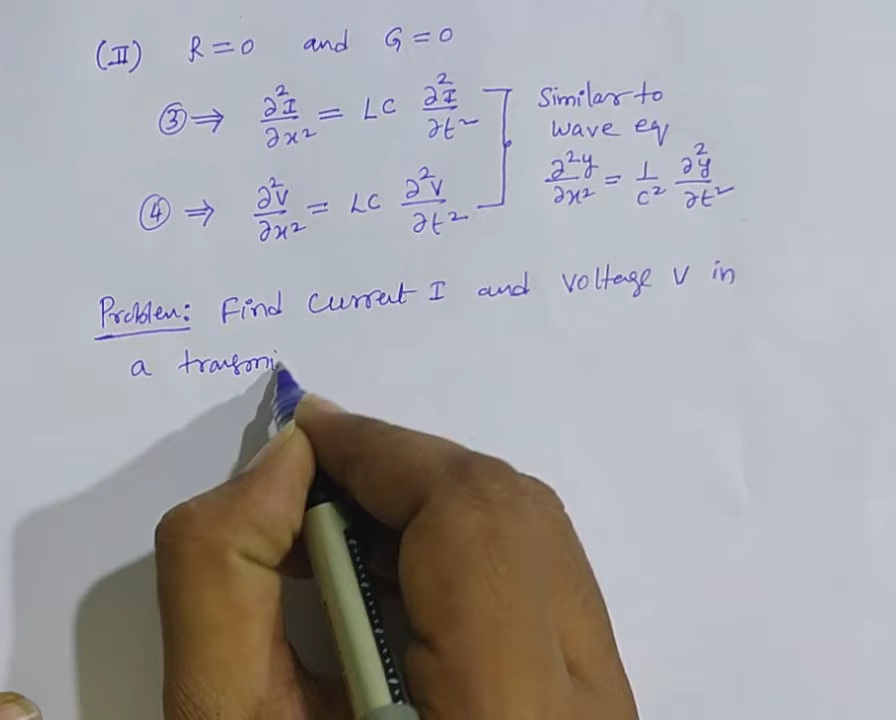 (II) R = 0 and G = 0
③ ⇒ ∂²I/∂x² = LC ∂²I/∂t²
④ ⇒ ∂²V/∂x² = LC ∂²V/∂t²
Similar to
wave eq
∂²y/∂x² = 1/c² ∂²y/∂t²
Problem: Find current I and voltage V in
a transmi